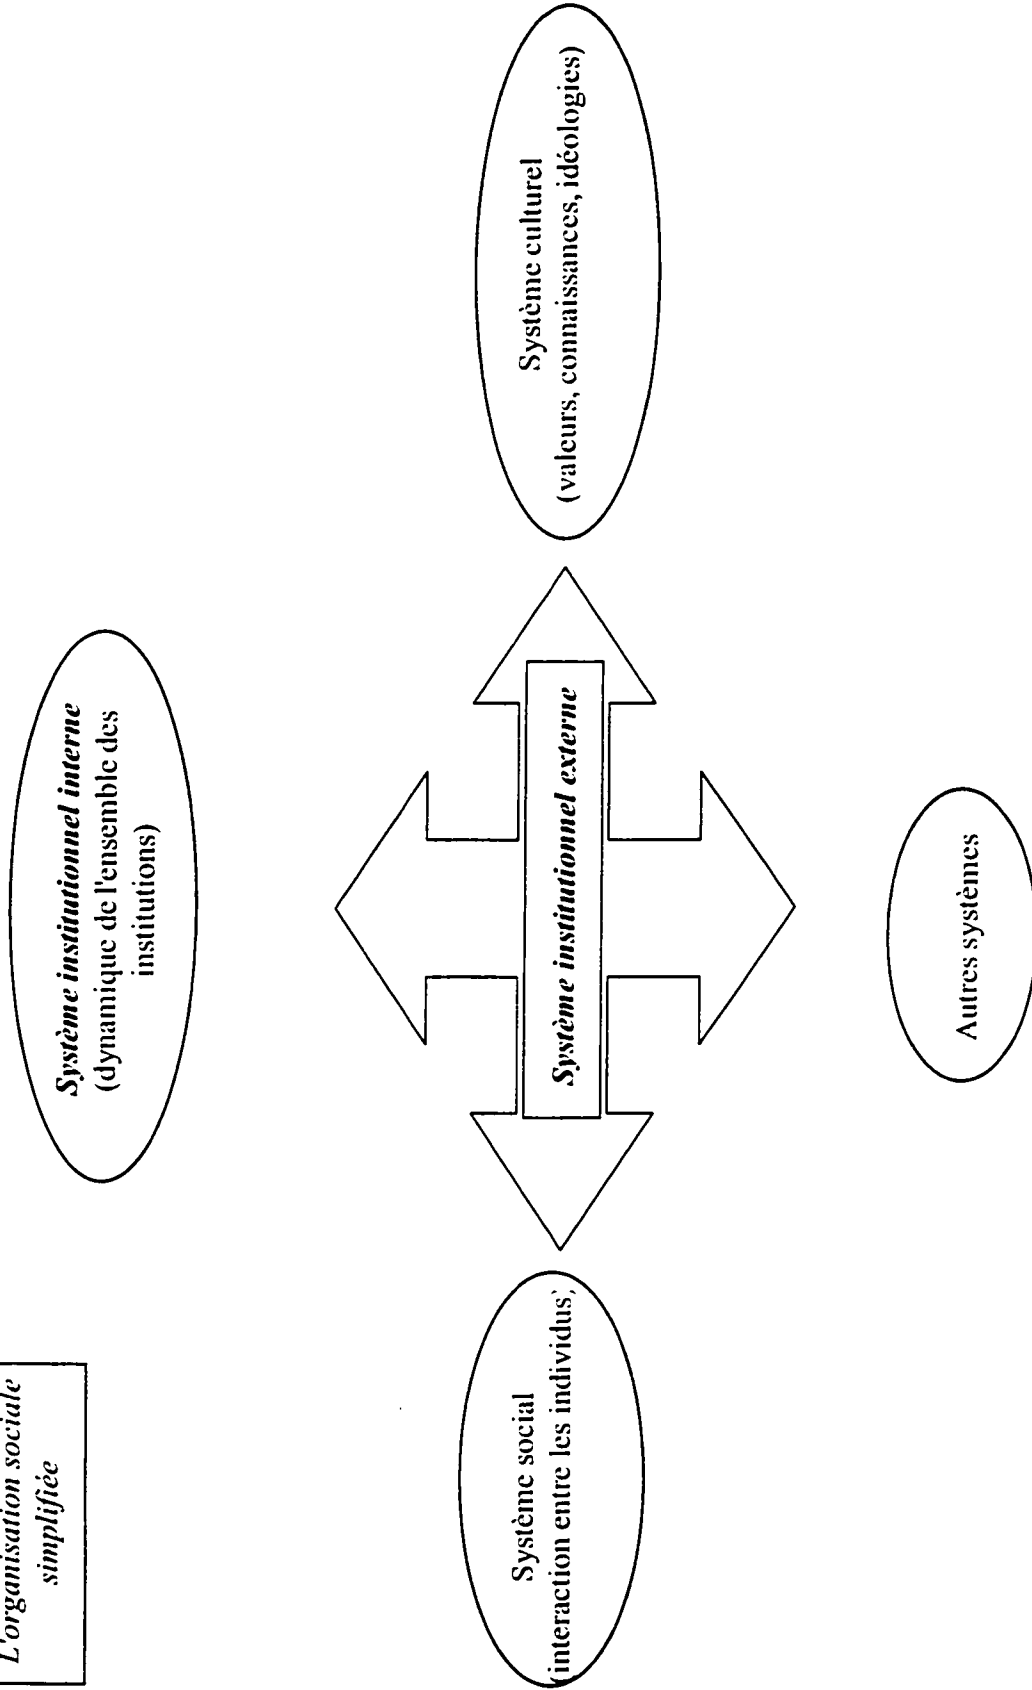 L'organisation sociale
simplifiée
Système institutionnel interne
(dynamique de l'ensemble des
institutions)
Système social
(interaction entre les individus)
Système institutionnel externe
Système culturel
(valeurs, connaissances, idéologies)
Autres systèmes